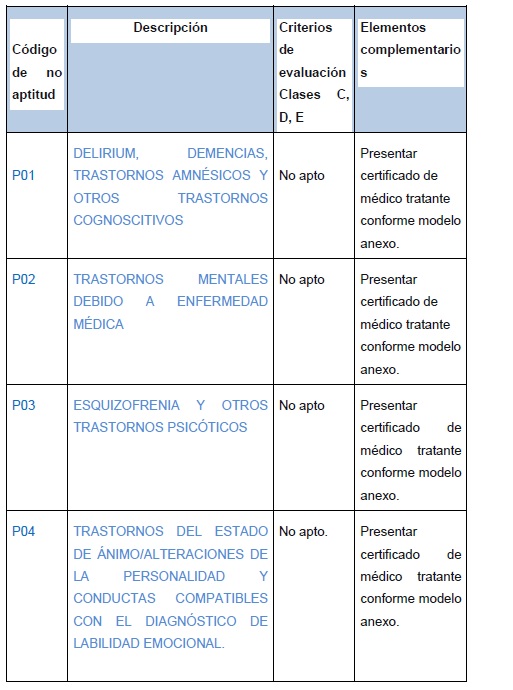 Código de no aptitud
Descripción
Criterios de evaluación Clases C, D, E
Elementos complementarios
P01
DELIRIUM, DEMENCIAS,
TRASTORNOS AMNÉSICOS Y
OTROS TRASTORNOS
COGNOSCITIVOS
No apto
Presentar
certificado de
médico tratante
conforme modelo
anexo.
P02
TRASTORNOS MENTALES
DEBIDO A ENFERMEDAD
MÉDICA
No apto
Presentar
certificado de
médico tratante
conforme modelo
anexo.
P03
ESQUIZOFRENIA Y OTROS
TRASTORNOS PSICÓTICOS
No apto
Presentar
certificado de
médico tratante
conforme modelo
anexo.
P04
TRASTORNOS DEL ESTADO
DE ÁNIMO/ALTERACIONES DE
LA PERSONALIDAD Y
CONDUCTAS COMPATIBLES
CON EL DIAGNÓSTICO DE
LABILIDAD EMOCIONAL.
No apto.
Presentar
certificado de
médico tratante
conforme modelo
anexo.